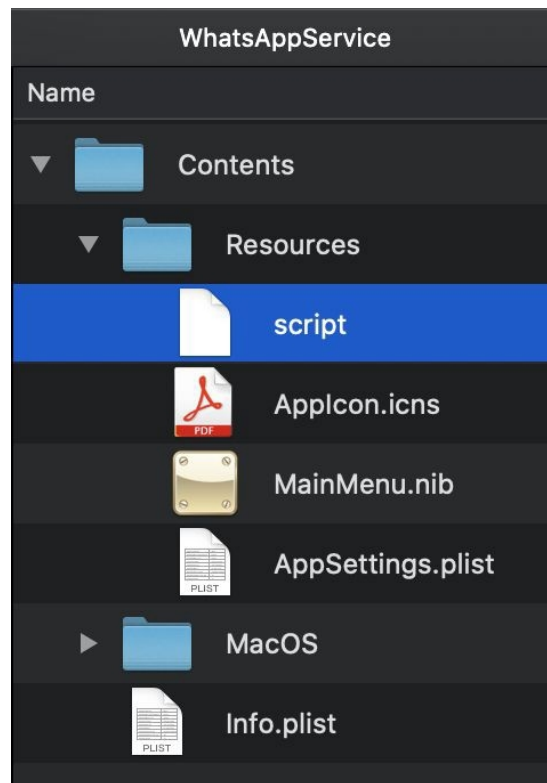 WhatsAppService
Name
Contents
Resources
script
PDF
AppIcon.icns
MainMenu.nib
PLIST
AppSettings.plist
MacOS
PLIST
Info.plist